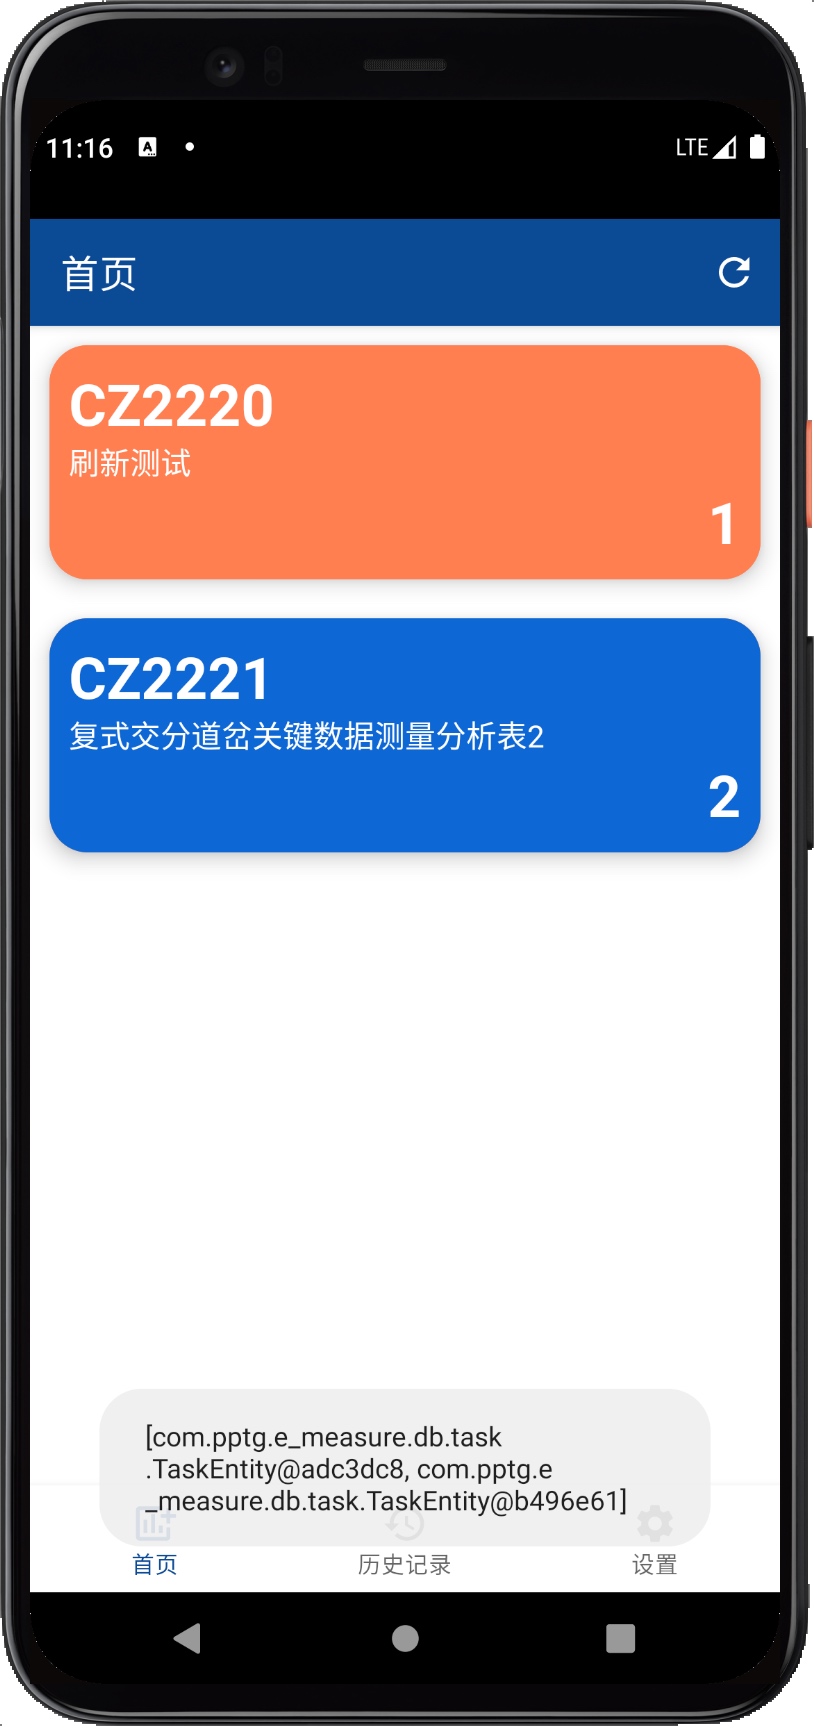 11:16
LTE
首页
CZ2220
刷新测试
1
CZ2221
复式交分道岔关键数据测量分析表2
2
[com.pptg.e_measure.db.task
.TaskEntity@adc3dc8, com.pptg.e
_measure.db.task.TaskEntity@b496e61]
首页
历史记录
设置